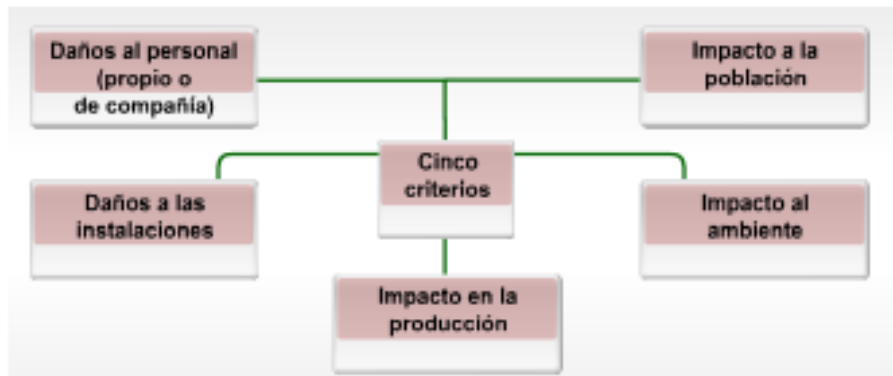 Daños al personal
(propio o
de compañía)
Impacto a la
población
Cinco
criterios
Daños a las
instalaciones
Impacto al
ambiente
Impacto en la
producción